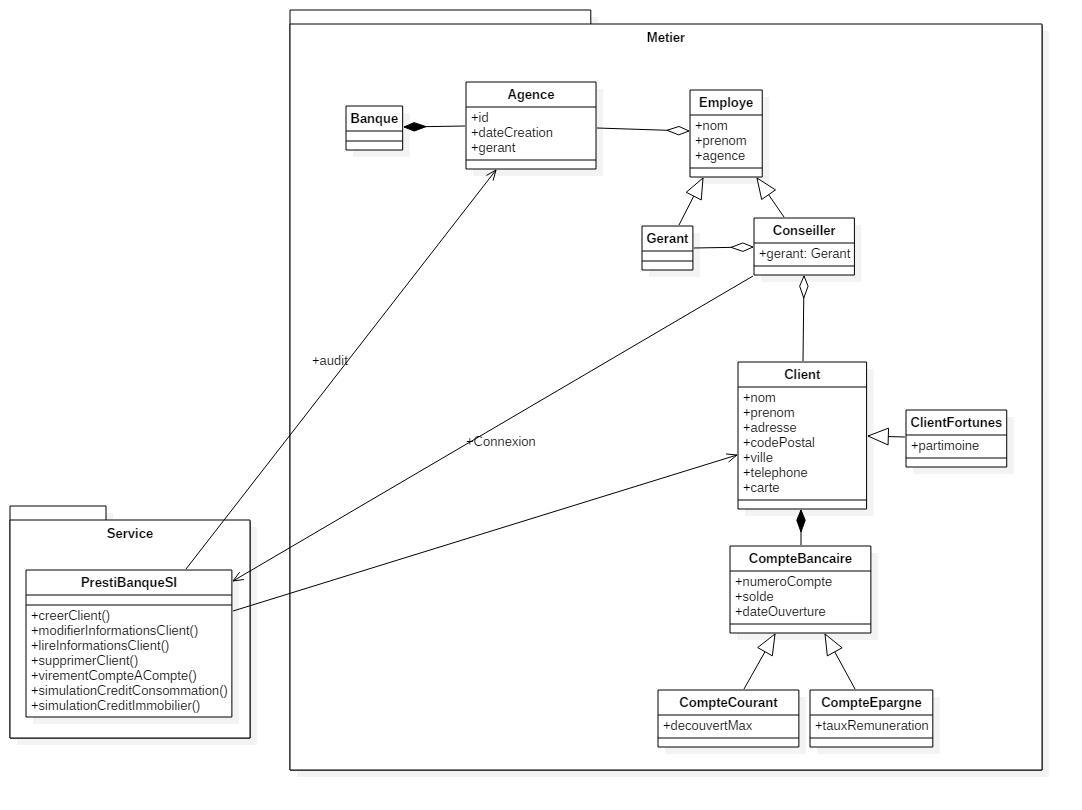 Metier
Banque
Agence
+id
+dateCreation
+gerant
Employe
+nom
+prenom
+agence
Gerant
Conseiller
+gerant: Gerant
+audit
+Connexion
Client
+nom
+prenom
+adresse
+codePostal
+ville
+telephone
+carte
ClientFortunes
+partimoine
Service
PrestiBanqueSI
+creerClient()
+modifierInformationsClient()
+lireInformationsClient()
+supprimerClient()
+virementCompteACompte()
+simulationCreditConsommation()
+simulationCreditImmobilier()
CompteBancaire
+numeroCompte
+solde
+dateOuverture
CompteCourant
+decouvertMax
CompteEpargne
+tauxRemuneration